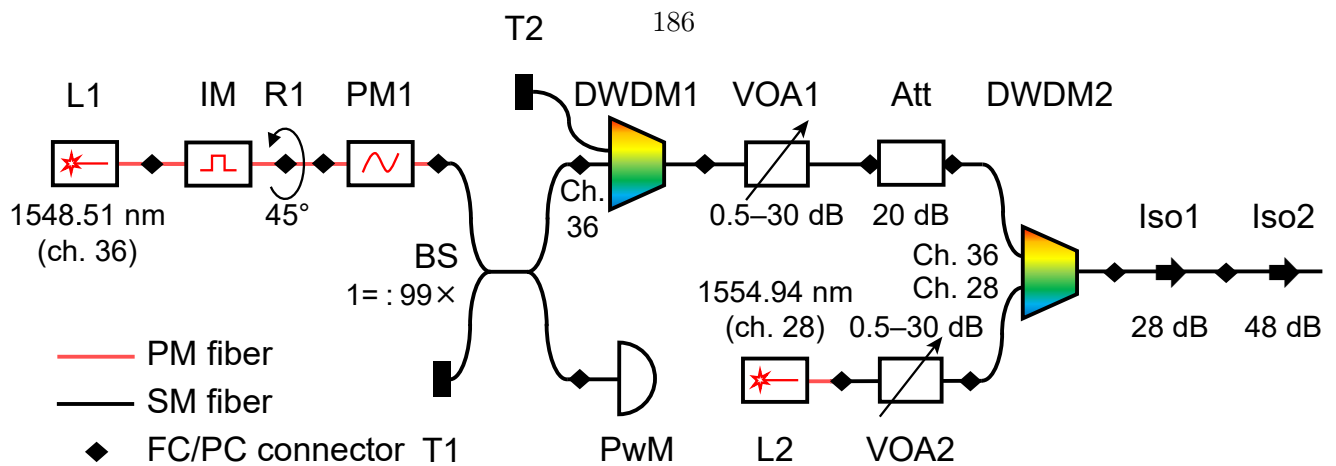 186
T2
L1 IM R1 PM1 DWDM1 VOA1 Att DWDM2
1548.51 nm
(ch. 36)
45°
Ch.
36
0.5–30 dB
20 dB
BS
1= : 99×
Ch. 36
Ch. 28
Iso1
Iso2
28 dB
48 dB
1554.94 nm
(ch. 28)
0.5–30 dB
PM fiber
SM fiber
FC/PC connector
T1
PwM
L2
VOA2